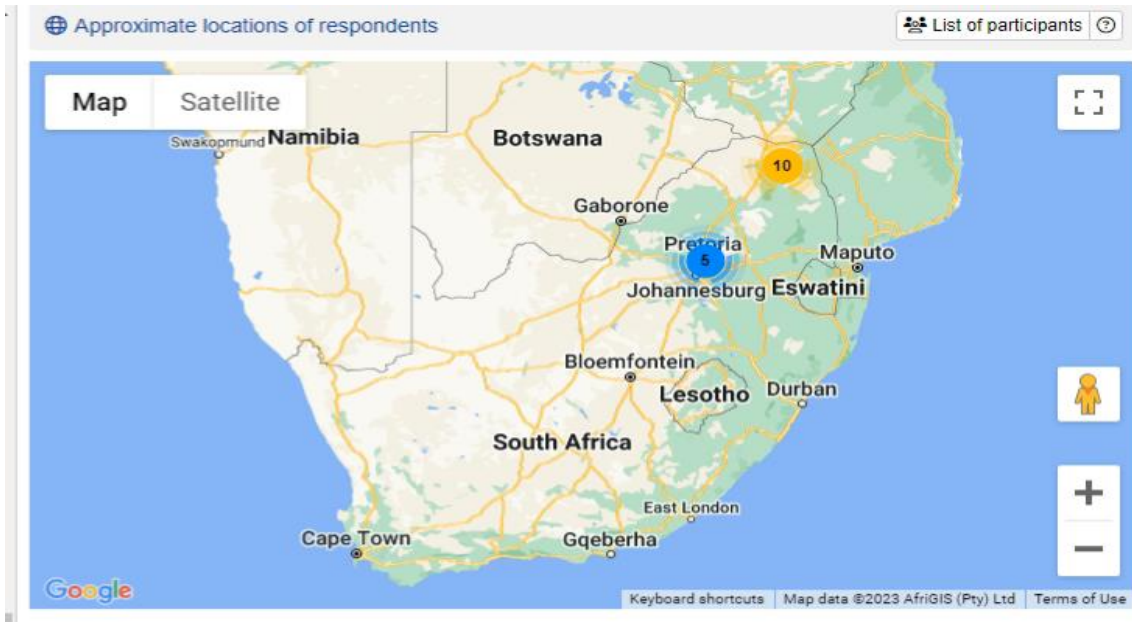 Approximate locations of respondents
List of participants ?
Map Satellite
Swakopmund
Namibia
Botswana
10
Gaborone
Pretoria
5
Maputo
Johannesburg
Eswatini
Bloemfontein
Lesotho
Durban
South Africa
East London
Cape Town
Gqeberha
Google
Keyboard shortcuts Map data ©2023 AfriGIS (Pty) Ltd Terms of Use